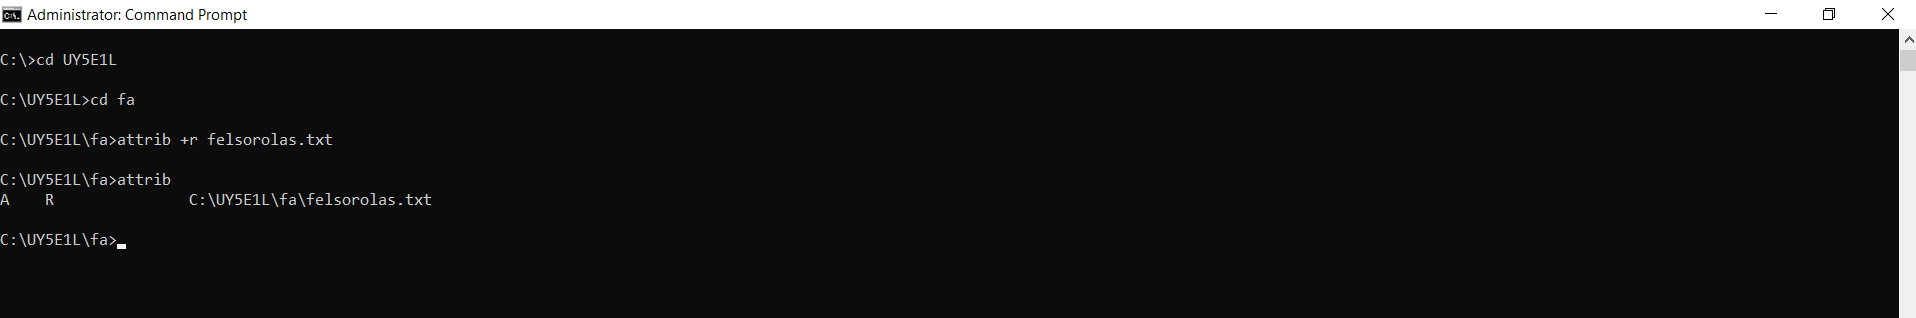 Administrator: Command Prompt
C:\>cd UY5E1L
C:\UY5E1L>cd fa
C:\UY5E1L\fa>attrib +r felsorolas.txt
C:\UY5E1L\fa>attrib
A    R               C:\UY5E1L\fa\felsorolas.txt
C:\UY5E1L\fa>